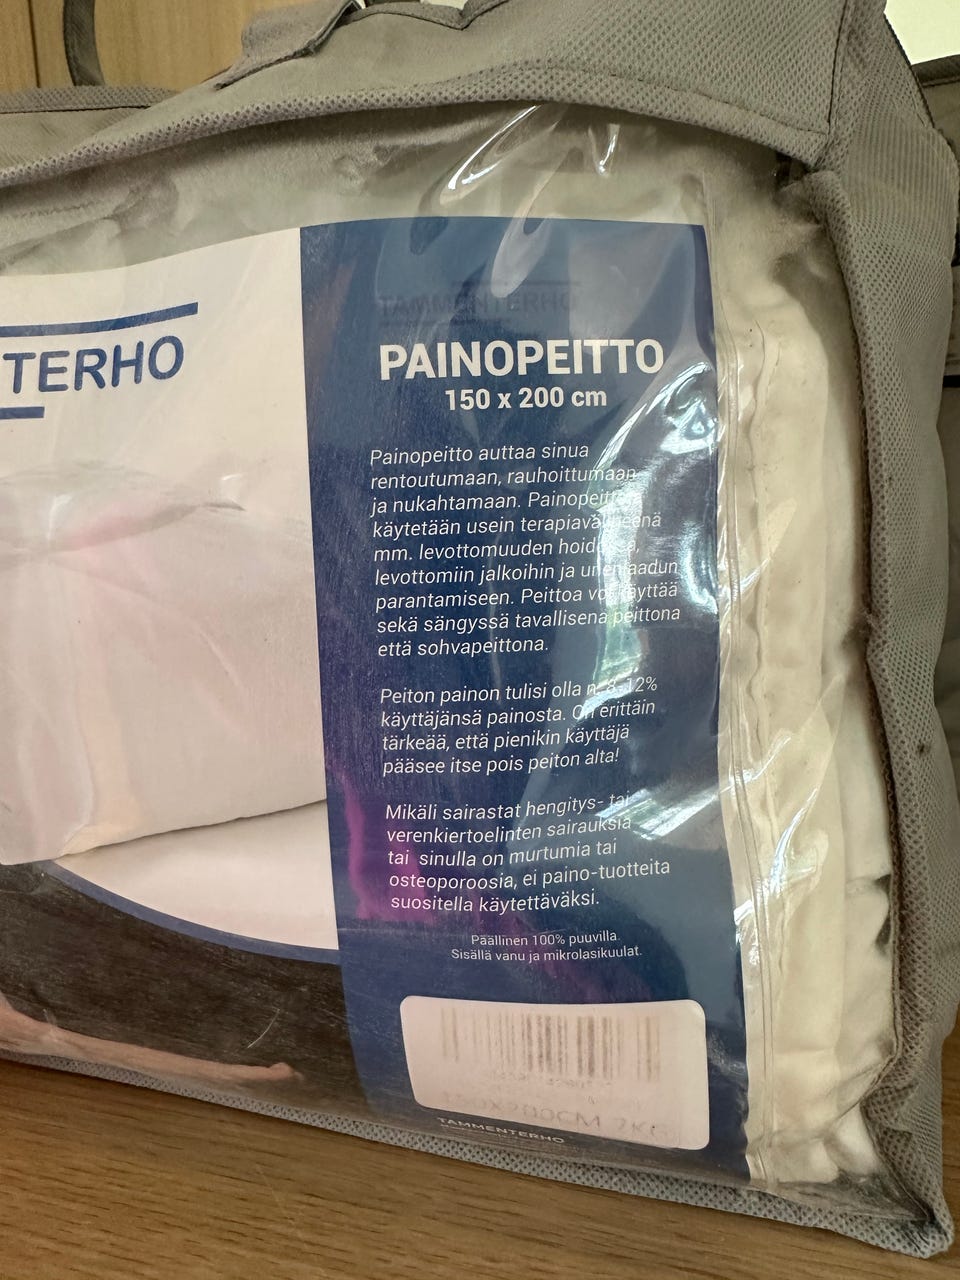 TERHO
TAMMENTERHO
PAINOPEITTO
150 x 200 cm
Painopeitto auttaa sinua
rentoutumaan, rauhoittumaan
ja nukahtamaan. Painopeittoa
käytetään usein terapiavälineenä
mm. levottomuuden hoidossa,
levottomiin jalkoihin ja unenlaadun
parantamiseen. Peittoa voi käyttää
sekä sängyssä tavallisena peittona
että sohvapeittona.
Peiton painon tulisi olla n. 8-12%
käyttäjänsä painosta. On erittäin
tärkeää, että pienikin käyttäjä
pääsee itse pois peiton alta!
Mikäli sairastat hengitys- tai
verenkiertoelinten sairauksia
tai sinulla on murtumia tai
osteoporoosia, ei paino-tuotteita
suositella käytettäväksi.
Päällinen 100% puuvilla.
Sisällä vanu ja mikrolasikuulat.
150X200CM 7KG
TAMMENTERHO